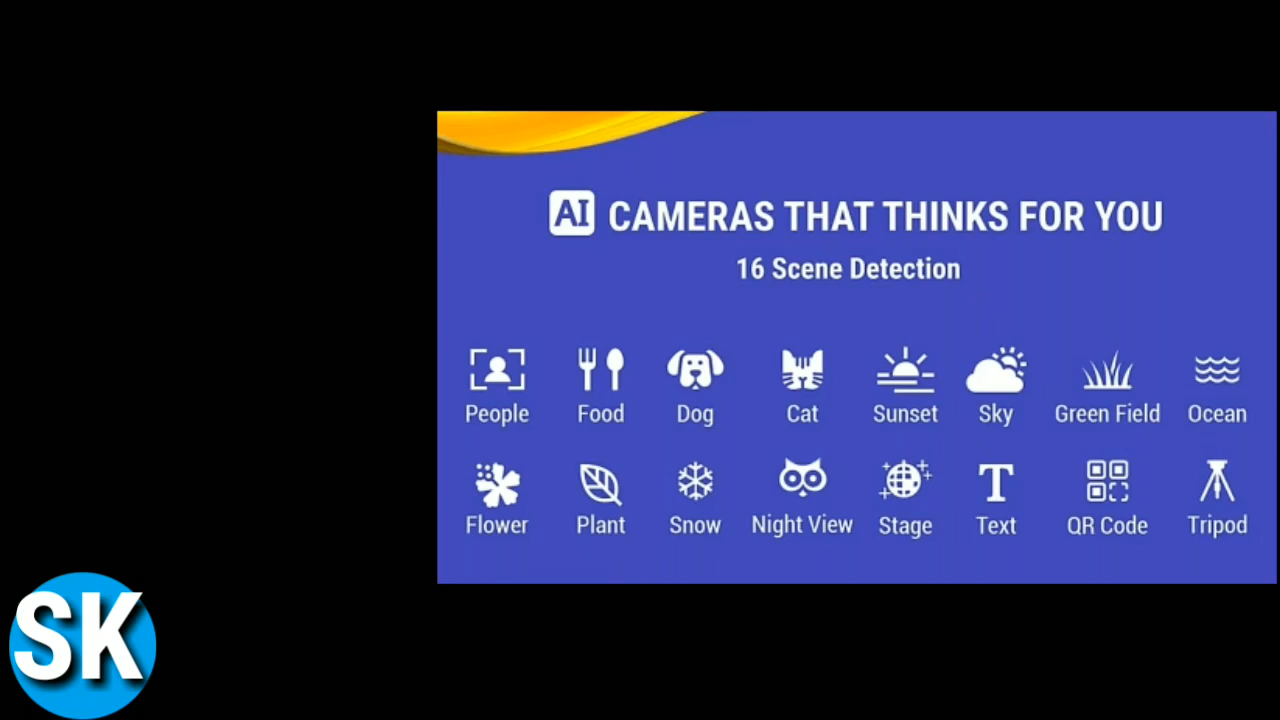 AI CAMERAS THAT THINKS FOR YOU
16 Scene Detection
People Food Dog Cat Sunset Sky Green Field Ocean
Flower Plant Snow Night View Stage Text QR Code Tripod
SK